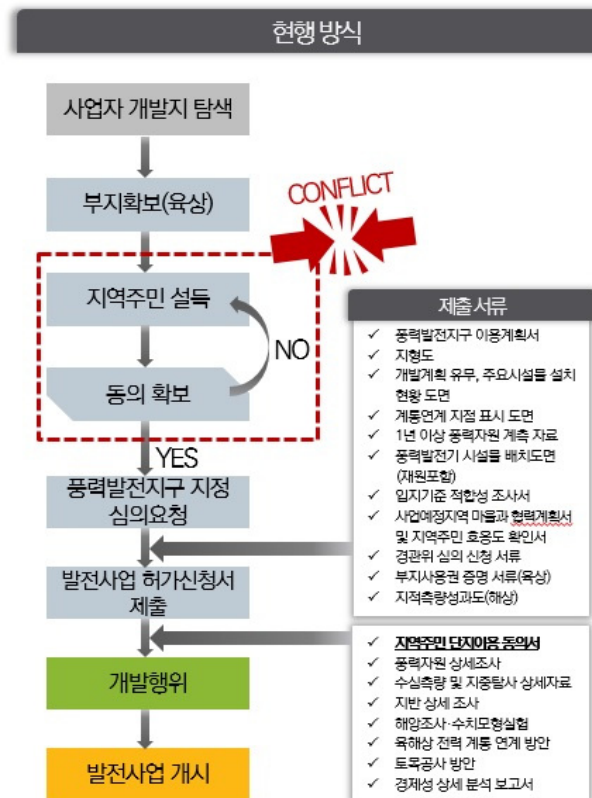 현행 방식
사업자 개발지 탐색
부지확보(육상)
CONFLICT
지역주민 설득
NO
동의 확보
YES
풍력발전지구 지정
심의요청
발전사업 허가신청서
제출
개발행위
발전사업 개시
제출 서류
✓ 풍력발전지구 이용계획서
✓ 지형도
✓ 개발계획 유무, 주요시설물 설치
현황 도면
✓ 계통연계 지점 표시 도면
✓ 1년 이상 풍력자원 계측 자료
✓ 풍력발전기 시설물 배치도면
(재원포함)
✓ 입지기준 적합성 조사서
✓ 사업예정지역 마을과 협력계획서
및 지역주민 호응도 확인서
✓ 경관위 심의 신청 서류
✓ 부지사용권 증명 서류(육상)
✓ 지적측량성과도(해상)
✓ 지역주민 단지이용 동의서
✓ 풍력자원 상세조사
✓ 수심측량 및 지중탐사 상세자료
✓ 지반 상세 조사
✓ 해양조사·수치모형실험
✓ 육해상 전력 계통 연계 방안
✓ 토목공사 방안
✓ 경제성 상세 분석 보고서